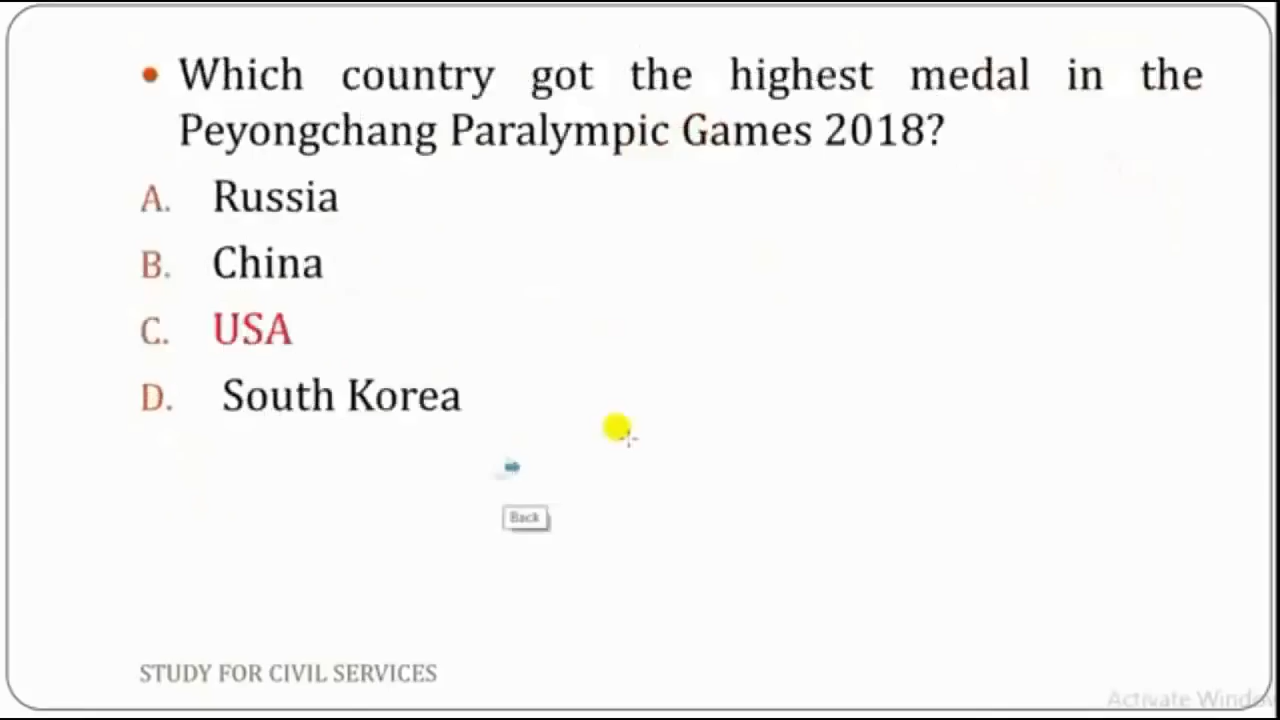 • Which country got the highest medal in the
Peyongchang Paralympic Games 2018?
A. Russia
B. China
C. USA
D. South Korea
Back
STUDY FOR CIVIL SERVICES
Activate Windov